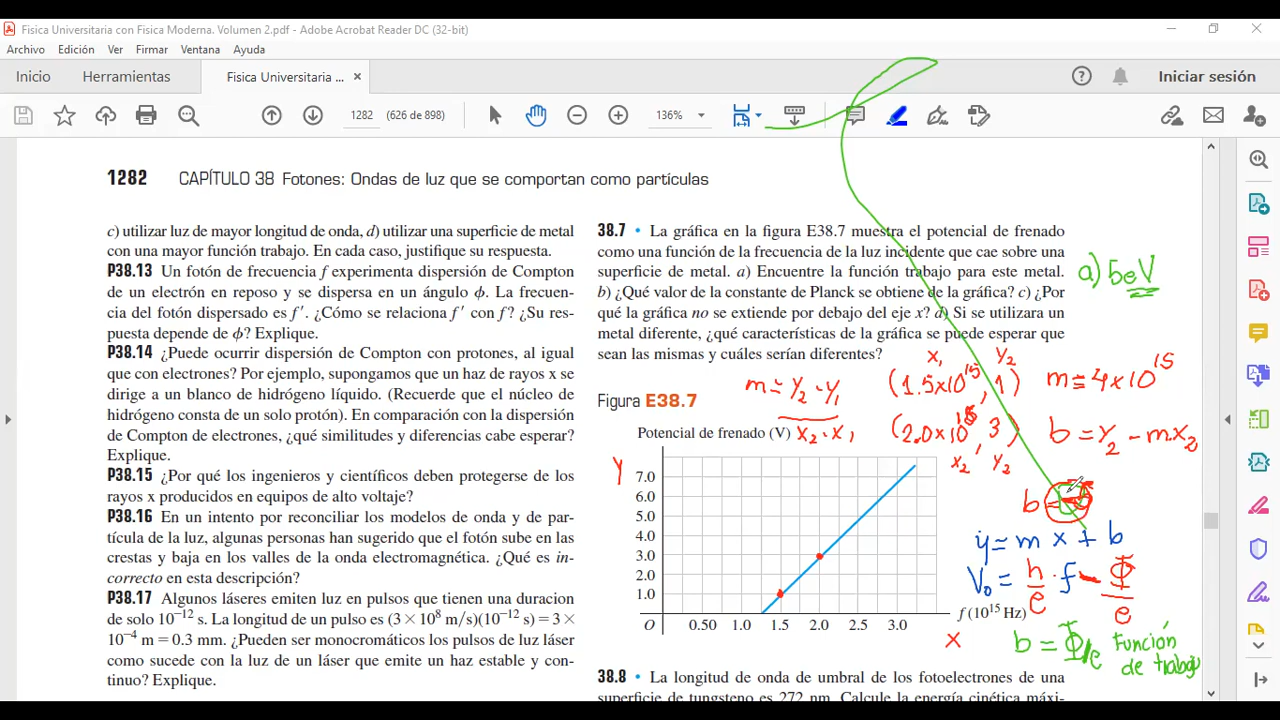 Fisica Universitaria con Fisica Moderna. Volumen 2.pdf - Adobe Acrobat Reader DC (32-bit)
Archivo Edición Ver Firmar Ventana Ayuda
Inicio Herramientas Fisica Universitaria ... × Iniciar sesión
1282 (626 de 898) 136%
1282 CAPÍTULO 38 Fotones: Ondas de luz que se comportan como partículas
c) utilizar luz de mayor longitud de onda, d) utilizar una superficie de metal
con una mayor función trabajo. En cada caso, justifique su respuesta.
P38.13 Un fotón de frecuencia f experimenta dispersión de Compton
de un electrón en reposo y se dispersa en un ángulo ϕ. La frecuen-
cia del fotón dispersado es f′. ¿Cómo se relaciona f′ con f? ¿Su res-
puesta depende de ϕ? Explique.
P38.14 ¿Puede ocurrir dispersión de Compton con protones, al igual
que con electrones? Por ejemplo, supongamos que un haz de rayos x se
dirige a un blanco de hidrógeno líquido. (Recuerde que el núcleo de
hidrógeno consta de un solo protón). En comparación con la dispersión
de Compton de electrones, ¿qué similitudes y diferencias cabe esperar?
Explique.
P38.15 ¿Por qué los ingenieros y científicos deben protegerse de los
rayos x producidos en equipos de alto voltaje?
P38.16 En un intento por reconciliar los modelos de onda y de par-
tícula de la luz, algunas personas han sugerido que el fotón sube en las
crestas y baja en los valles de la onda electromagnética. ¿Qué es in-
correcto en esta descripción?
P38.17 Algunos láseres emiten luz en pulsos que tienen una duracion
de solo 10⁻¹² s. La longitud de un pulso es (3 × 10⁸ m/s)(10⁻¹² s) = 3 ×
10⁻⁴ m = 0.3 mm. ¿Pueden ser monocromáticos los pulsos de luz láser
como sucede con la luz de un láser que emite un haz estable y con-
tinuo? Explique.
38.7 • La gráfica en la figura E38.7 muestra el potencial de frenado
como una función de la frecuencia de la luz incidente que cae sobre una
superficie de metal. a) Encuentre la función trabajo para este metal.
b) ¿Qué valor de la constante de Planck se obtiene de la gráfica? c) ¿Por
qué la gráfica no se extiende por debajo del eje x? d) Si se utilizara un
metal diferente, ¿qué características de la gráfica se puede esperar que
sean las mismas y cuáles serían diferentes?
a) 5eV
x, y₂
m = y₂ - y₁ (1.5x10¹⁵, 1)
x₂ - x₁ (2.0x10¹⁵, 3)
x₂, y₂
Figura E38.7
Potencial de frenado (V)
y
7.0
6.0
5.0
4.0
3.0
2.0
1.0
O 0.50 1.0 1.5 2.0 2.5 3.0
f (10¹⁵ Hz)
x
b = y₂ - m.x₂
b =
y = m x + b
V₀ = h/e · f - Φ/e
b = Φ/e Función
de trabajo
38.8 • La longitud de onda de umbral de los fotoelectrones de una
superficie de tungsteno es 272 nm. Calcule la energía cinética máxi-